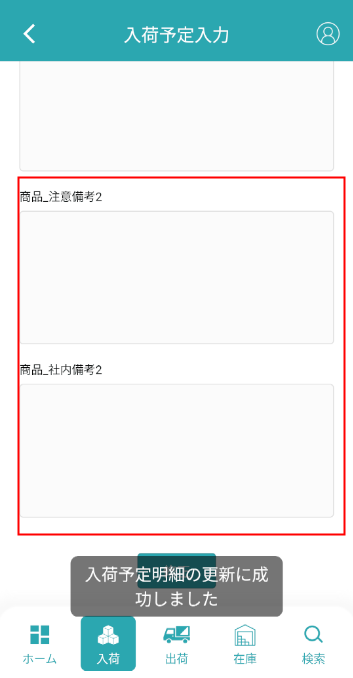 入荷予定入力
商品_注意備考2
商品_社内備考2
入荷予定明細の更新に成
功しました
ホーム
入荷
出荷
在庫
検索